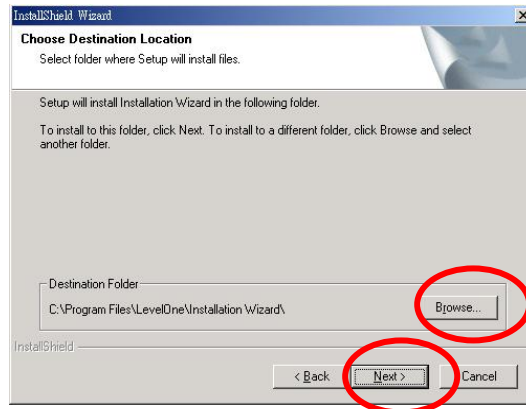 InstallShield Wizard
Choose Destination Location
Select folder where Setup will install files.
Setup will install Installation Wizard in the following folder.
To install to this folder, click Next. To install to a different folder, click Browse and select
another folder.
Destination Folder
C:\Program Files\LevelOne\Installation Wizard\
Browse...
InstallShield
< Back
Next >
Cancel